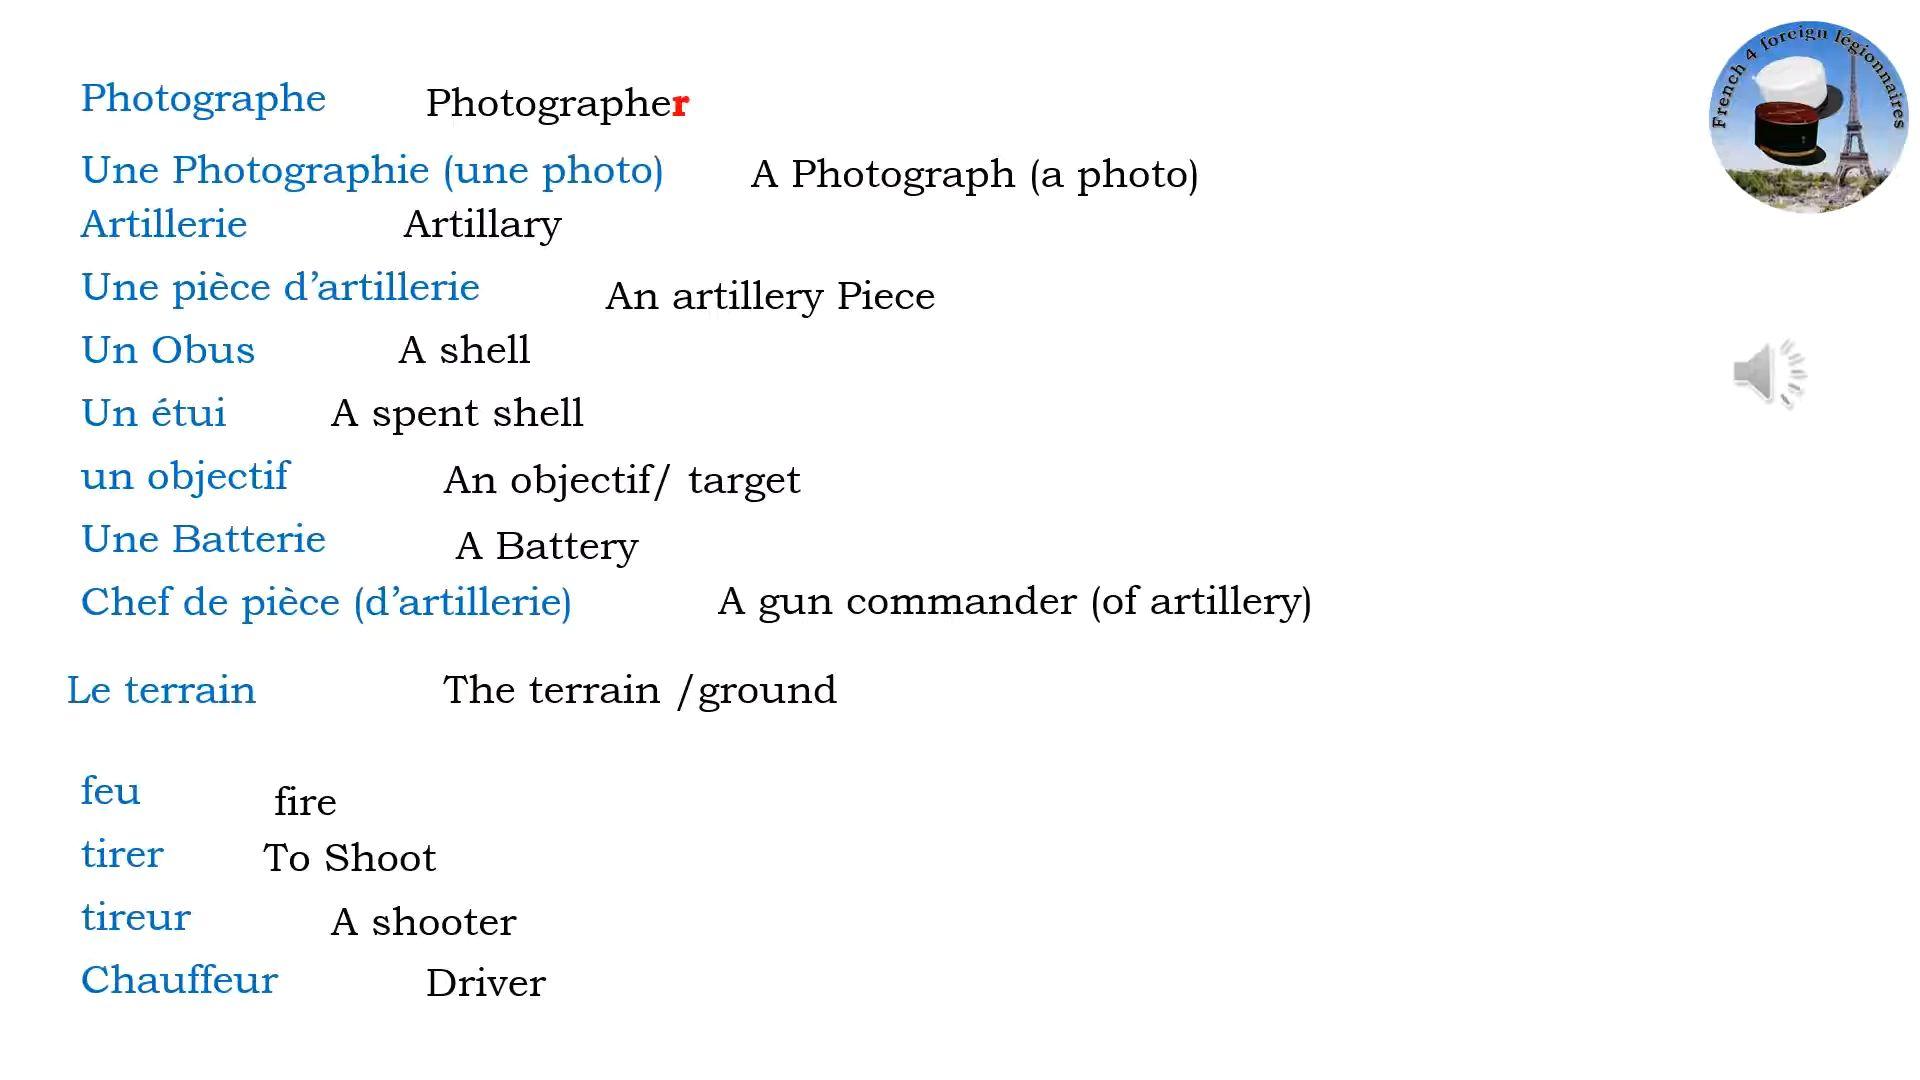 French 4 foreign légionnaires
Photographe Photographer
Une Photographie (une photo) A Photograph (a photo)
Artillerie Artillary
Une pièce d’artillerie An artillery Piece
Un Obus A shell
Un étui A spent shell
un objectif An objectif/ target
Une Batterie A Battery
Chef de pièce (d’artillerie) A gun commander (of artillery)
Le terrain The terrain /ground
feu fire
tirer To Shoot
tireur A shooter
Chauffeur Driver